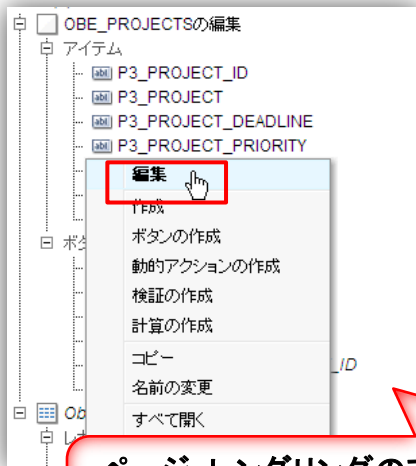 OBE_PROJECTSの編集
アイテム
P3_PROJECT_ID
P3_PROJECT
P3_PROJECT_DEADLINE
P3_PROJECT_PRIORITY
編集
作成
ボタンの作成
動的アクションの作成
検証の作成
計算の作成
コピー
_ID
名前の変更
すべて開く
Ob